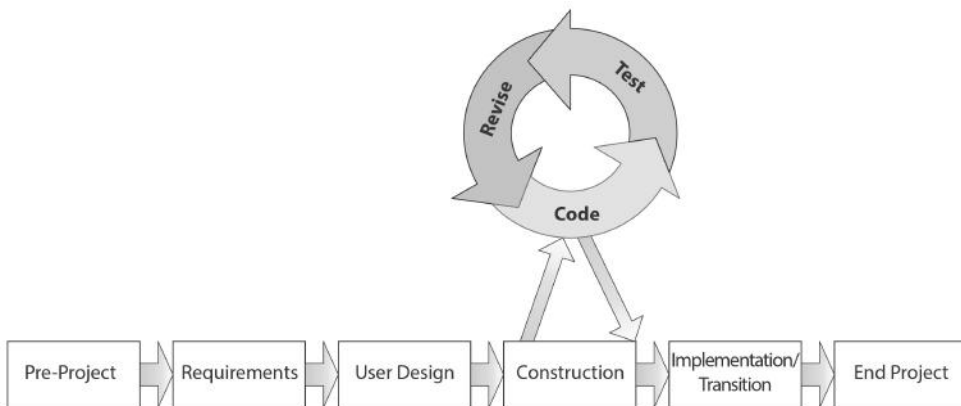 Test
Revise
Code
Pre-Project
Requirements
User Design
Construction
Implementation/
Transition
End Project